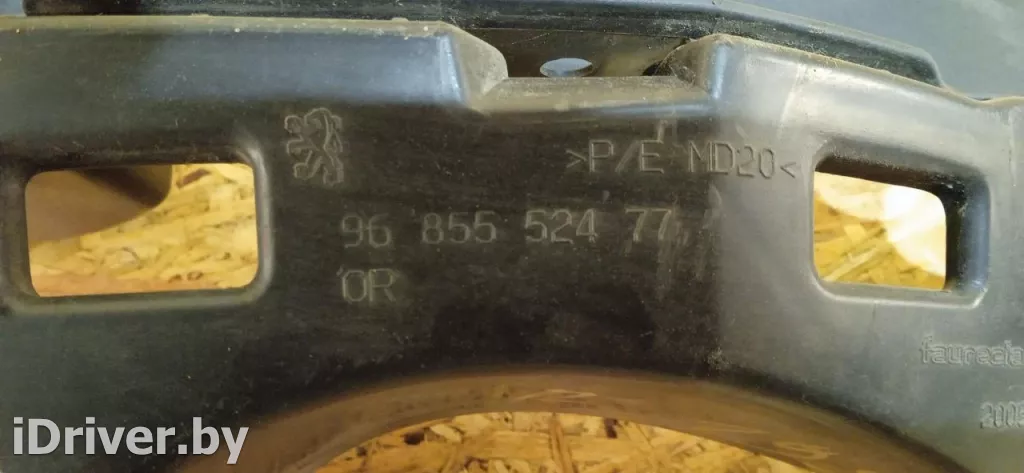 >P/E MD20<
96 855 524 77
OR
faurecia
iDriver.by